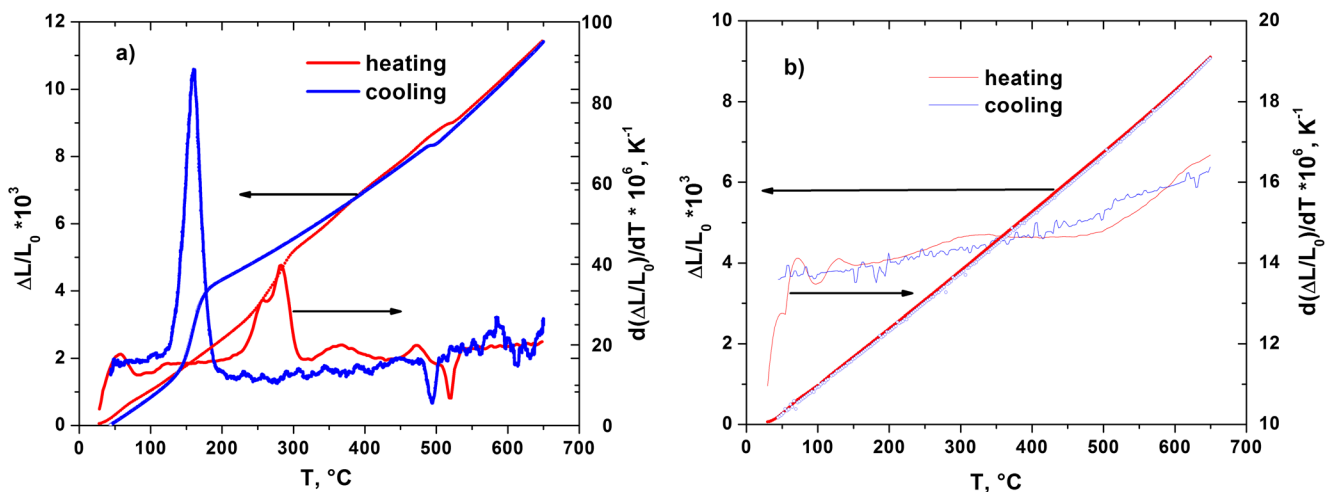 a)
heating
cooling
ΔL/L₀ *10³
12
10
8
6
4
2
0
100
80
60
40
20
0
d(ΔL/L₀)/dT * 10⁶, K⁻¹
0 100 200 300 400 500 600 700
T, °C
b)
heating
cooling
ΔL/L₀ *10³
10
8
6
4
2
0
20
18
16
14
12
10
d(ΔL/L₀)/dT *10⁶, K⁻¹
0 100 200 300 400 500 600 700
T, °C